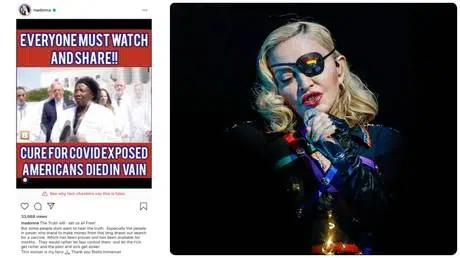 madonna
EVERYONE MUST WATCH
AND SHARE!!
CURE FOR COVID EXPOSED
AMERICANS DIED IN VAIN
See why fact-checkers say this is false.
33,668 views
madonna The Truth will set us all Free!
But some people dont want to hear the truth. Especially the people
in power who stand to make money from this long drawn out search
for a vaccine. Which has been proven and has been available for
months. They would rather let fear control them and let the rich
get richer and the poor and sick get sicker.
This woman is my hero Thank you Stella Immanuel